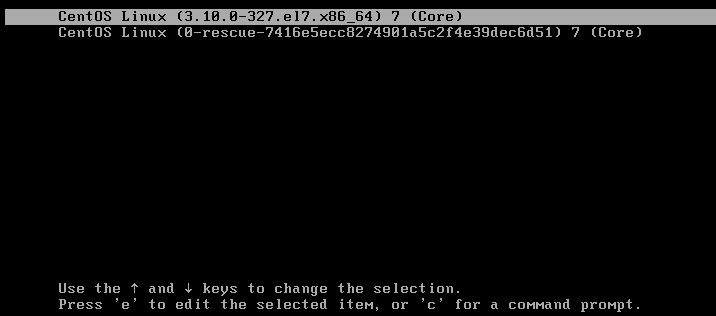 CentOS Linux (3.10.0-327.el7.x86_64) 7 (Core)
CentOS Linux (0-rescue-7416e5ecc8274901a5c2f4e39dec6d51) 7 (Core)
Use the ↑ and ↓ keys to change the selection.
Press 'e' to edit the selected item, or 'c' for a command prompt.